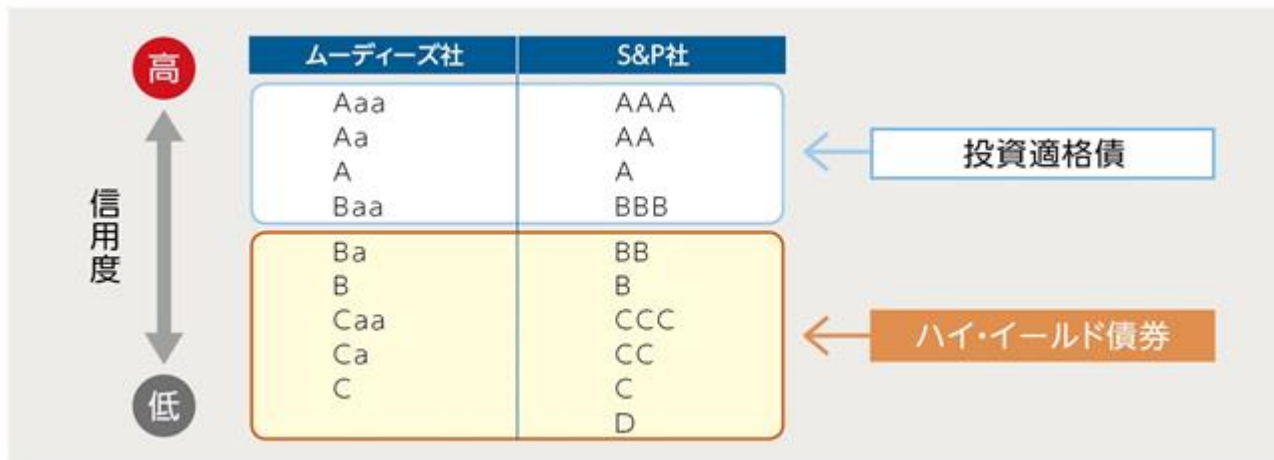 高
信用度
低
ムーディーズ社 S&P社
Aaa AAA
Aa AA
A A
Baa BBB
Ba BB
B B
Caa CCC
Ca CC
C C
D
投資適格債
ハイ・イールド債券